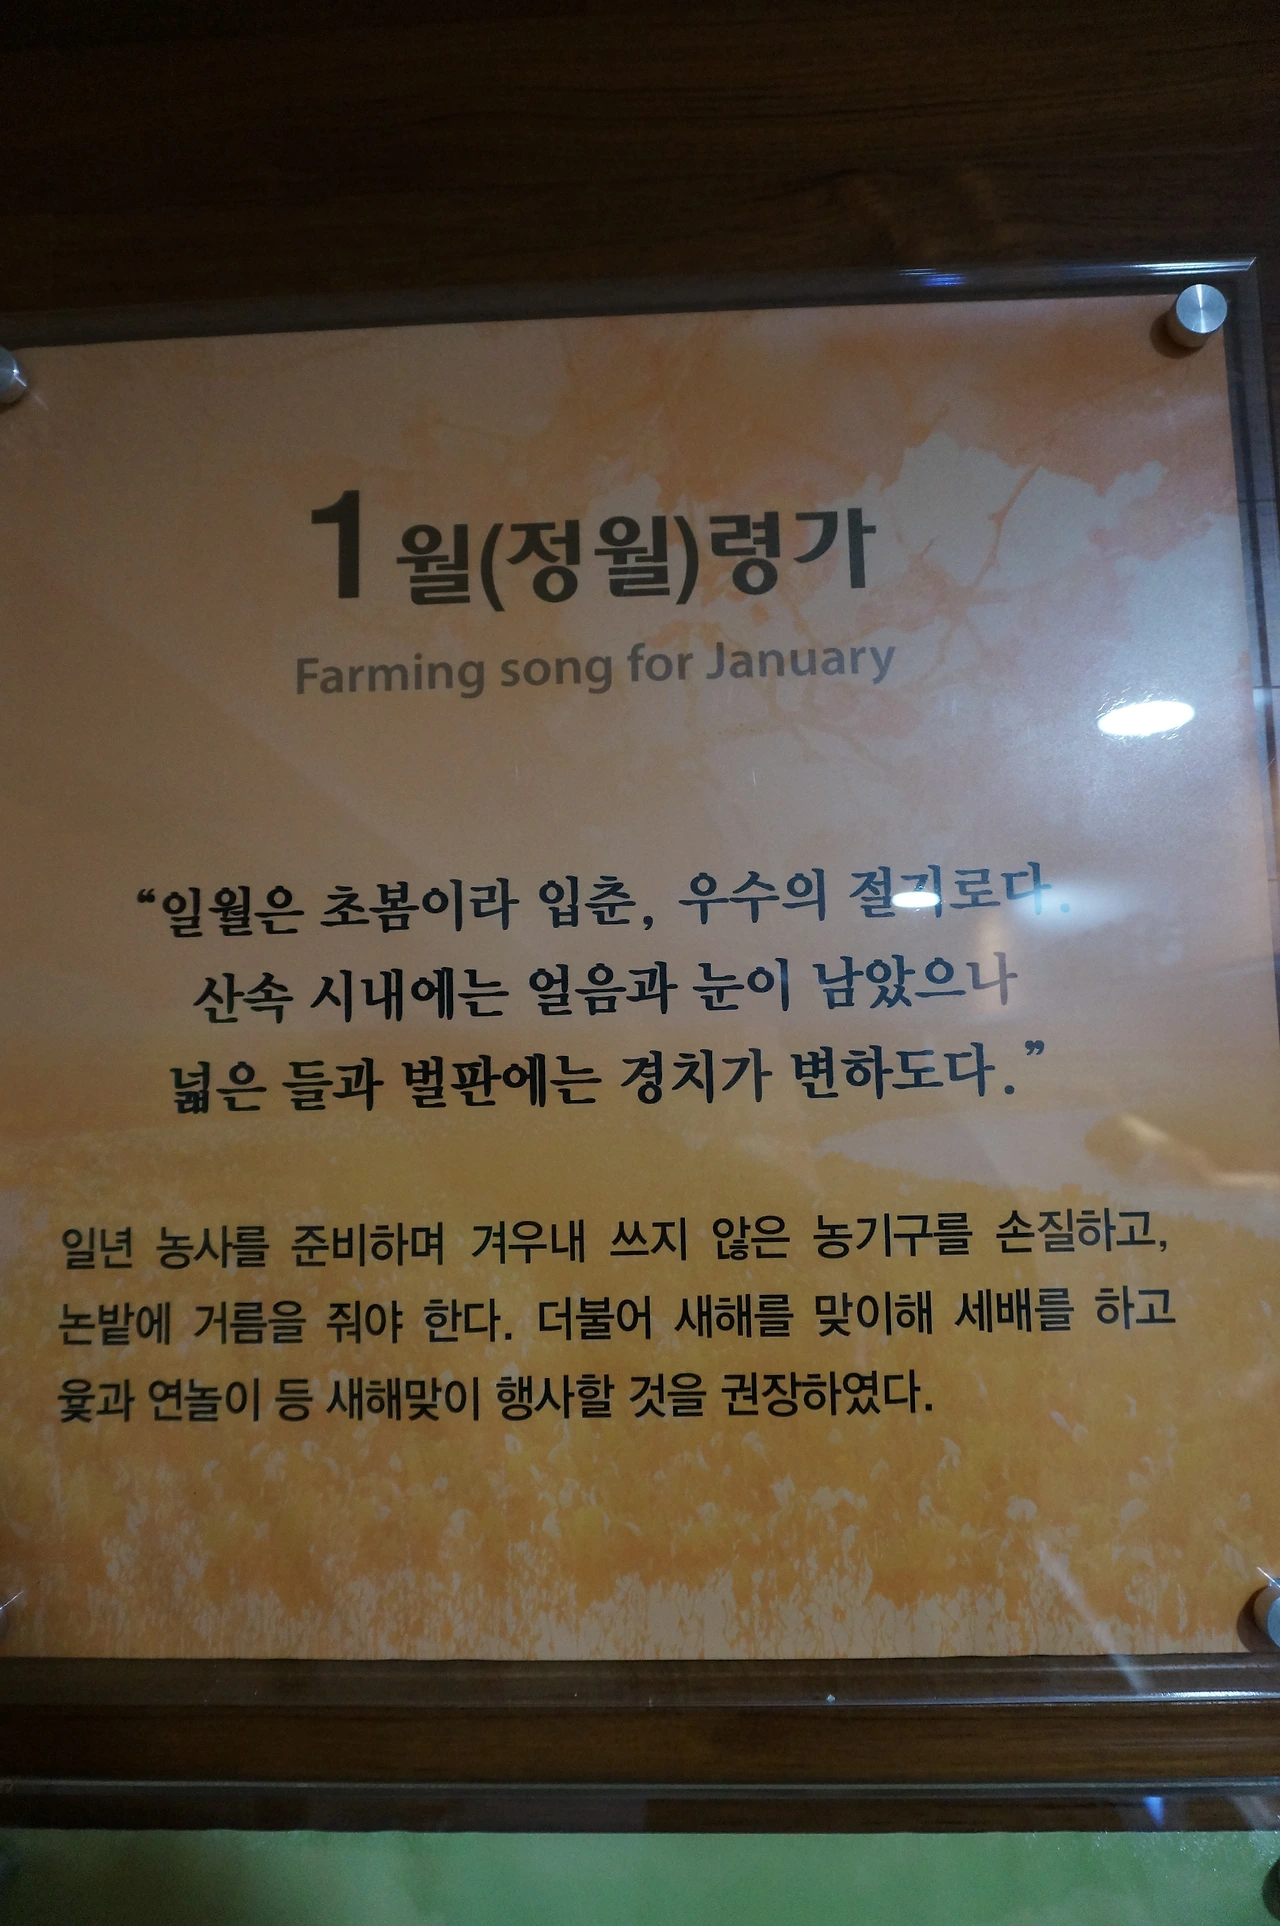 1월(정월)령가
Farming song for January
“일월은 초봄이라 입춘, 우수의 절기로다.
산속 시내에는 얼음과 눈이 남았으나
넓은 들과 벌판에는 경치가 변하도다.”
일년 농사를 준비하며 겨우내 쓰지 않은 농기구를 손질하고,
논밭에 거름을 줘야 한다. 더불어 새해를 맞이해 세배를 하고
윷과 연놀이 등 새해맞이 행사할 것을 권장하였다.